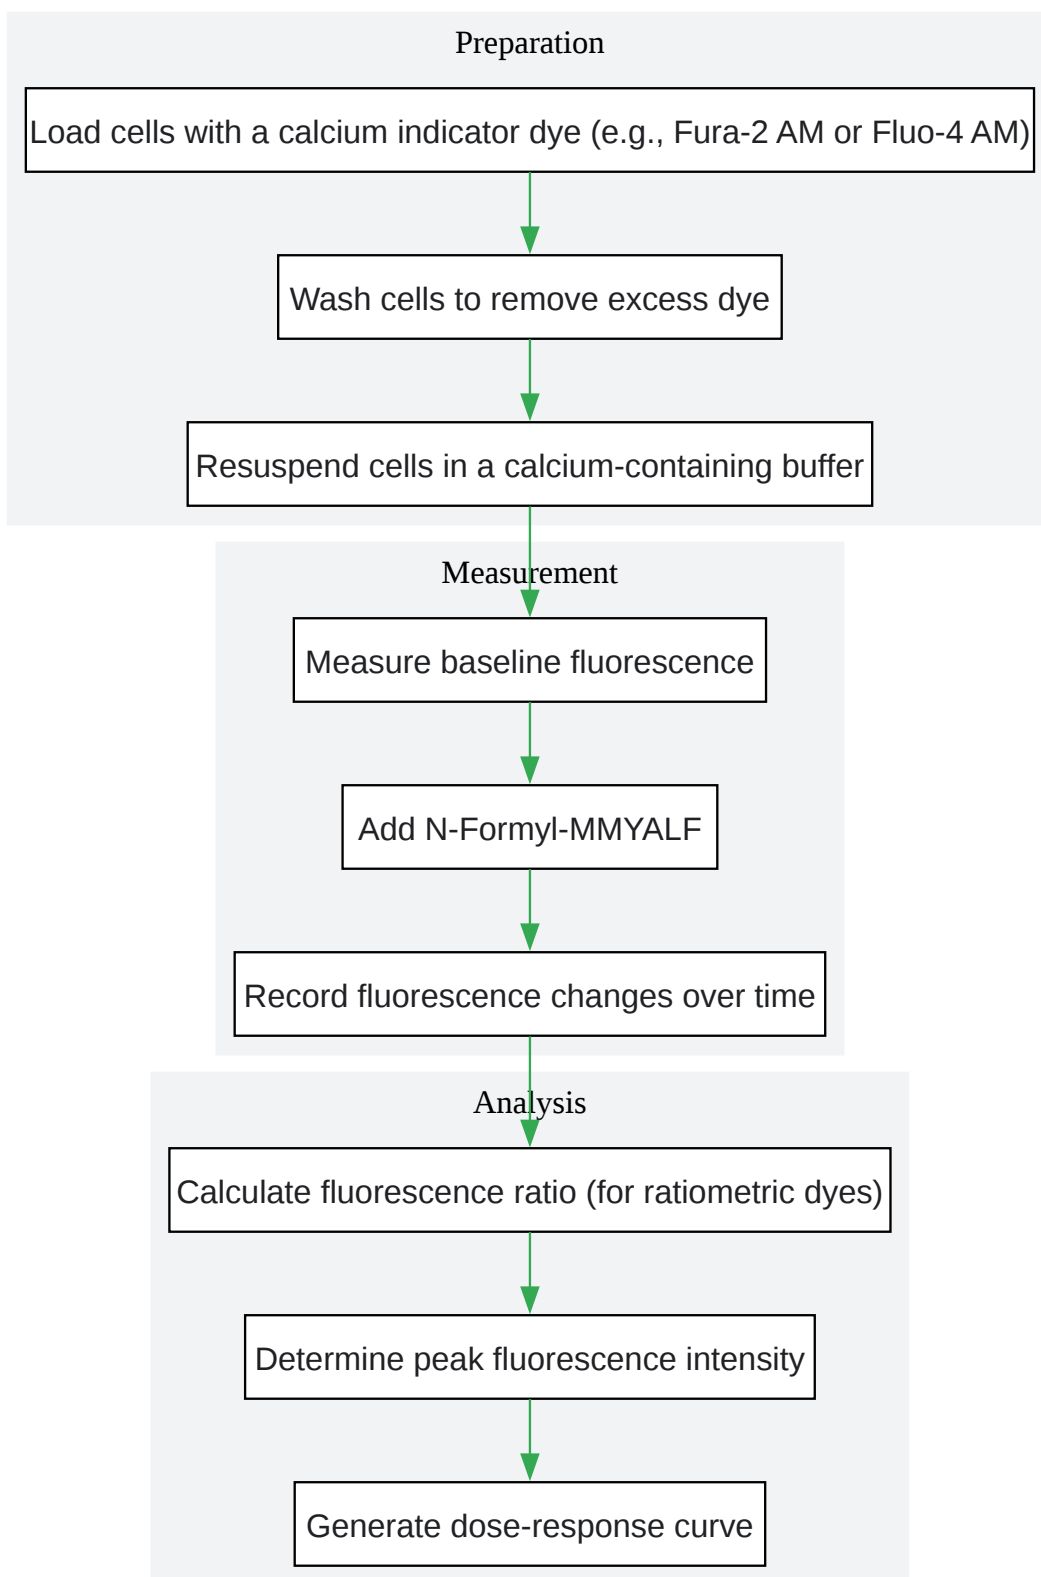 Preparation
Load cells with a calcium indicator dye (e.g., Fura-2 AM or Fluo-4 AM)
Wash cells to remove excess dye
Resuspend cells in a calcium-containing buffer
Measurement
Measure baseline fluorescence
Add N-Formyl-MMYALF
Record fluorescence changes over time
Analysis
Calculate fluorescence ratio (for ratiometric dyes)
Determine peak fluorescence intensity
Generate dose-response curve